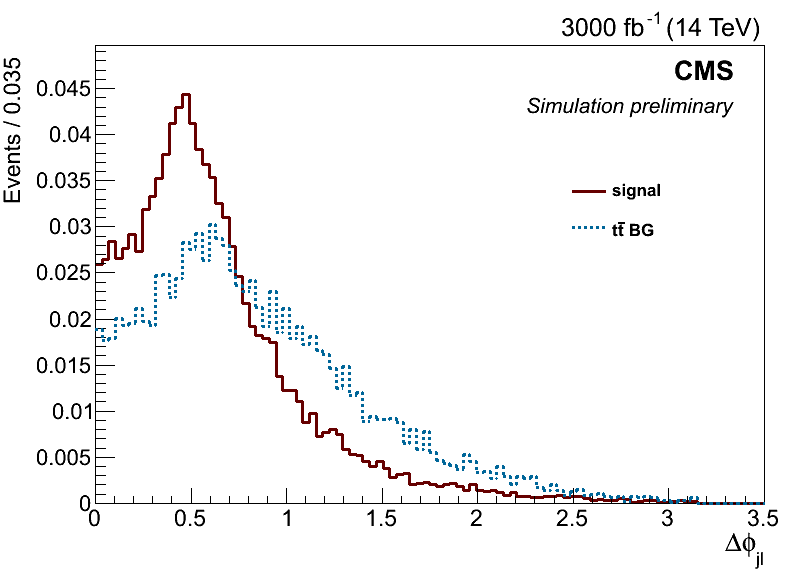 3000 fb⁻¹ (14 TeV)
CMS
Simulation preliminary
signal
tt̄ BG
Events / 0.035
0.045
0.04
0.035
0.03
0.025
0.02
0.015
0.01
0.005
0
0 0.5 1 1.5 2 2.5 3 3.5
Δϕjl